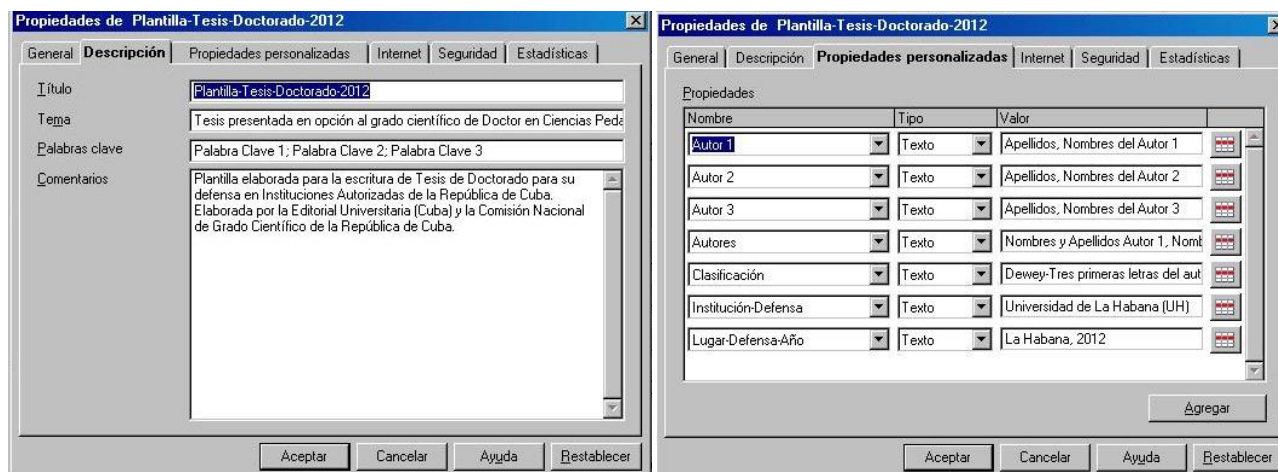 Propiedades de Plantilla-Tesis-Doctorado-2012
General Descripción Propiedades personalizadas Internet Seguridad Estadísticas
Título Plantilla-Tesis-Doctorado-2012
Tema Tesis presentada en opción al grado científico de Doctor en Ciencias Peda
Palabras clave Palabra Clave 1; Palabra Clave 2; Palabra Clave 3
Comentarios Plantilla elaborada para la escritura de Tesis de Doctorado para su
defensa en Instituciones Autorizadas de la República de Cuba.
Elaborada por la Editorial Universitaria (Cuba) y la Comisión Nacional
de Grado Científico de la República de Cuba.
Aceptar Cancelar Ayuda Restablecer
Propiedades de Plantilla-Tesis-Doctorado-2012
General Descripción Propiedades personalizadas Internet Seguridad Estadísticas
Propiedades
Nombre Tipo Valor
Autor 1 Texto Apellidos, Nombres del Autor 1
Autor 2 Texto Apellidos, Nombres del Autor 2
Autor 3 Texto Apellidos, Nombres del Autor 3
Autores Texto Nombres y Apellidos Autor 1, Nomb
Clasificación Texto Dewey-Tres primeras letras del aut
Institución-Defensa Texto Universidad de La Habana (UH)
Lugar-Defensa-Año Texto La Habana, 2012
Agregar
Aceptar Cancelar Ayuda Restablecer